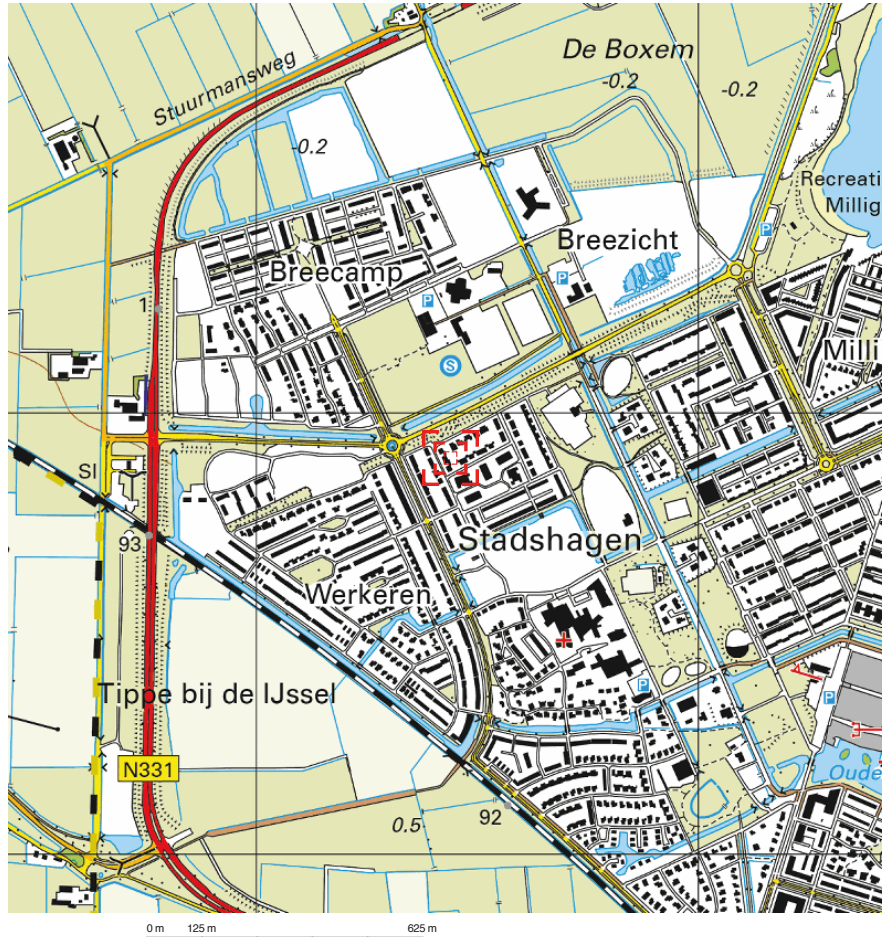 De Boxem
-0.2
-0.2
Stuurmansweg
-0.2
Recreati
Millig
P
Breezicht
Breecamp
P
P
1
Milli
S
Sl
93
Stadshagen
Werkeren
Tippe bij de IJssel
P
P
N331
Oude
92
0.5
0 m 125 m 625 m